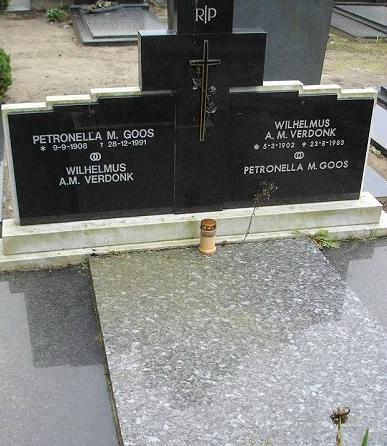 RIP
PETRONELLA M. GOOS
* 9-9-1908 † 28-12-1991
WILHELMUS
A.M. VERDONK
WILHELMUS
A.M. VERDONK
* 5-3-1902 † 23-8-1983
PETRONELLA M. GOOS